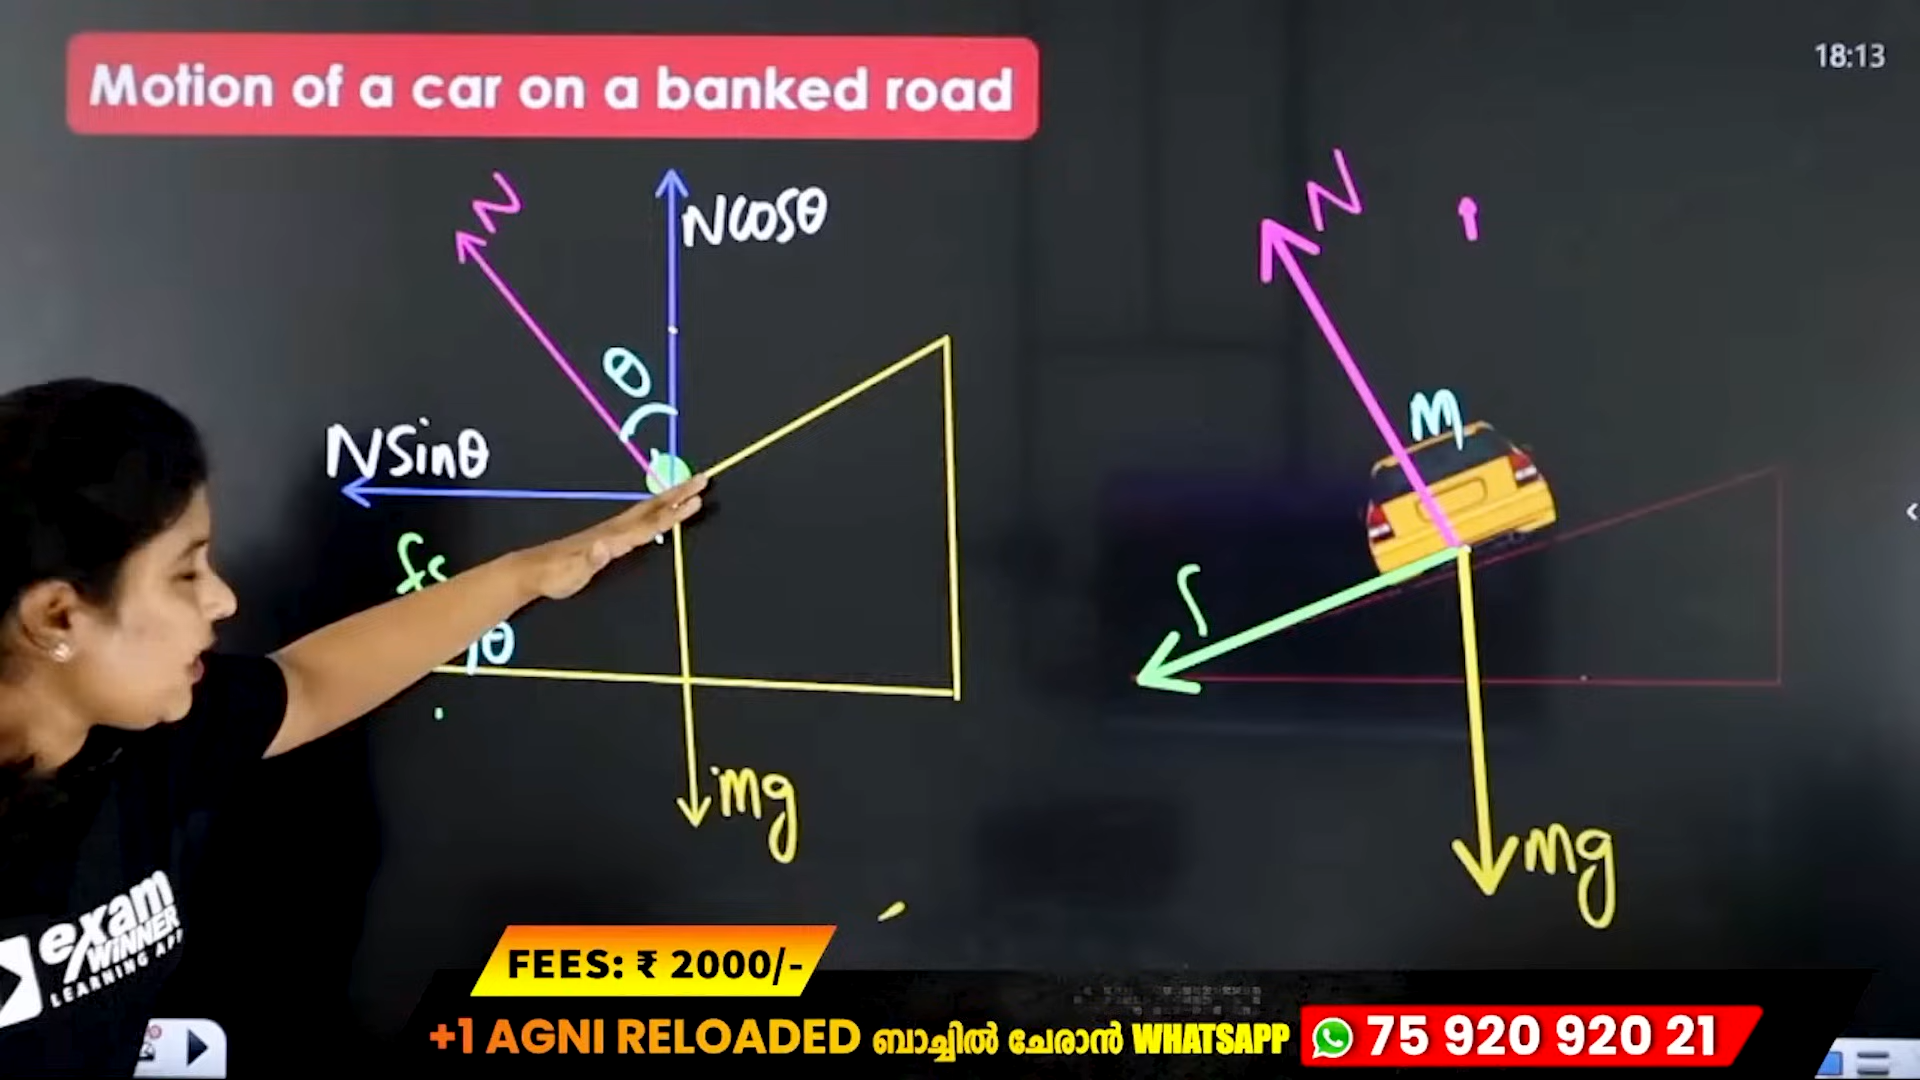 Motion of a car on a banked road
18:13
N
Ncosθ
θ
Nsinθ
fs
θ
mg
N
M
f
mg
exam
WINNER
LEARNING APP
FEES: ₹ 2000/-
+1 AGNI RELOADED ബാച്ചിൽ ചേരാൻ WHATSAPP
75 920 920 21